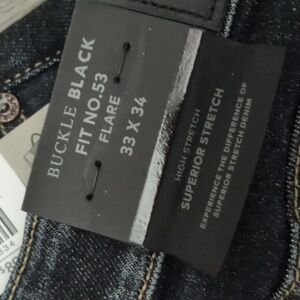 BUCKLE BLACK
FIT NO.53
FLARE
33 X 34
HIGH STRETCH
SUPERIOR STRETCH
EXPERIENCE THE DIFFERENCE OF
SUPERIOR STRETCH DENIM